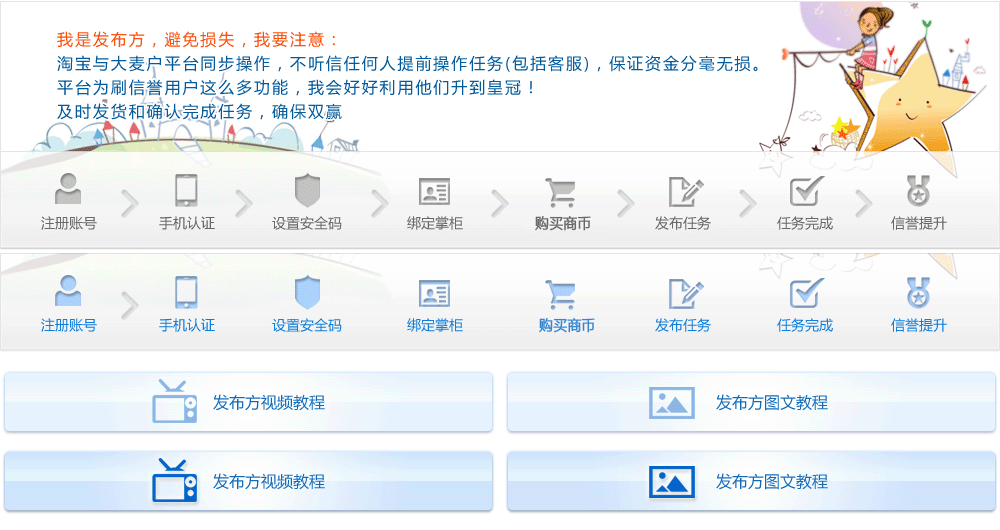 我是发布方，避免损失，我要注意：
淘宝与大麦户平台同步操作，不听信任何人提前操作任务(包括客服)，保证资金分毫无损。
平台为刷信誉用户这么多功能，我会好好利用他们升到皇冠！
及时发货和确认完成任务，确保双赢
注册账号 手机认证 设置安全码 绑定掌柜 购买商币 发布任务 任务完成 信誉提升
注册账号 手机认证 设置安全码 绑定掌柜 购买商币 发布任务 任务完成 信誉提升
发布方视频教程 发布方图文教程
发布方视频教程 发布方图文教程